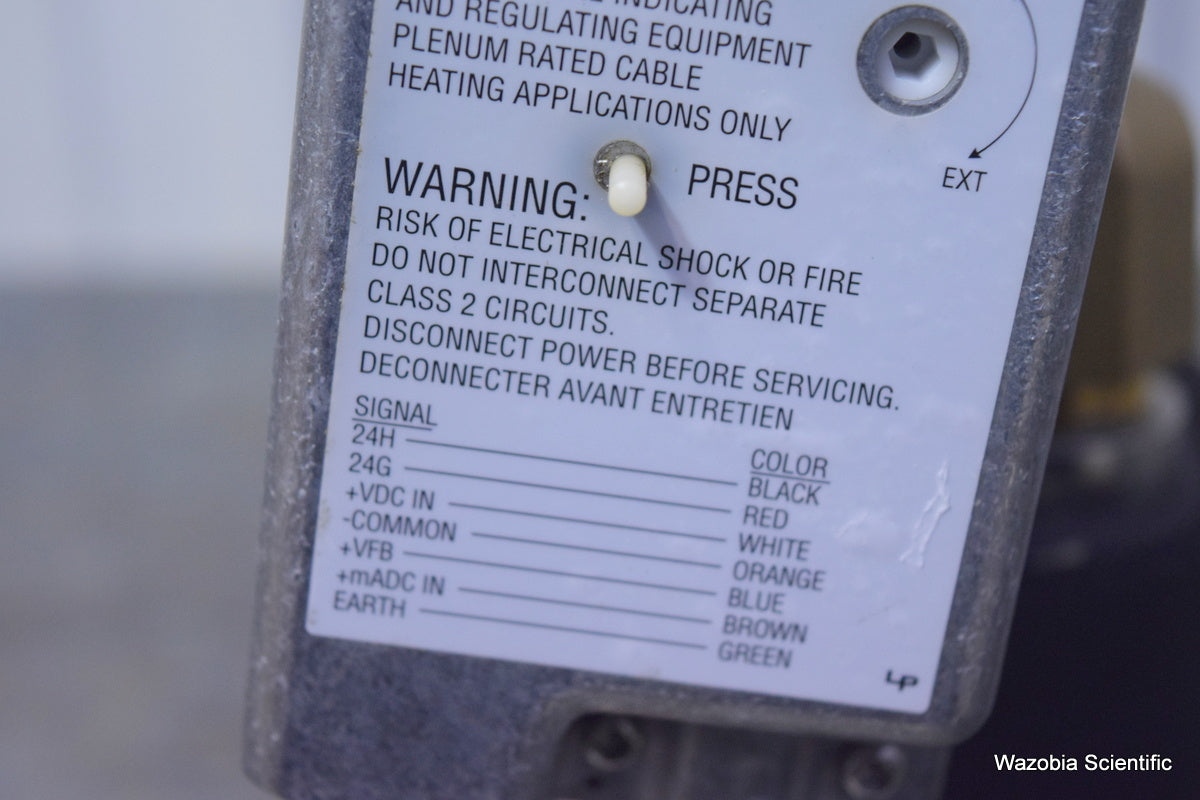 INDICATING
AND REGULATING EQUIPMENT
PLENUM RATED CABLE
HEATING APPLICATIONS ONLY
EXT
WARNING: PRESS
RISK OF ELECTRICAL SHOCK OR FIRE
DO NOT INTERCONNECT SEPARATE
CLASS 2 CIRCUITS.
DISCONNECT POWER BEFORE SERVICING.
DECONNECTER AVANT ENTRETIEN
SIGNAL COLOR
24H BLACK
24G RED
+VDC IN WHITE
-COMMON ORANGE
+VFB BLUE
+mADC IN BROWN
EARTH GREEN
LP
Wazobia Scientific